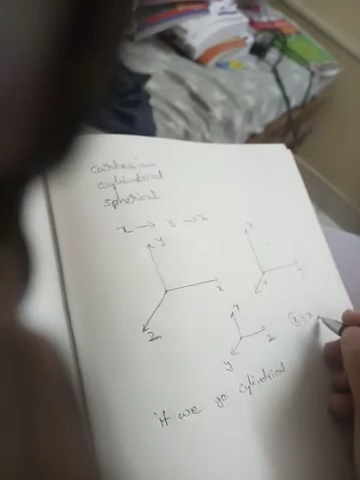 cartesian
cylindrical
spherical
x → y → z
y
x
z
x
z
y
if we go cylindrical